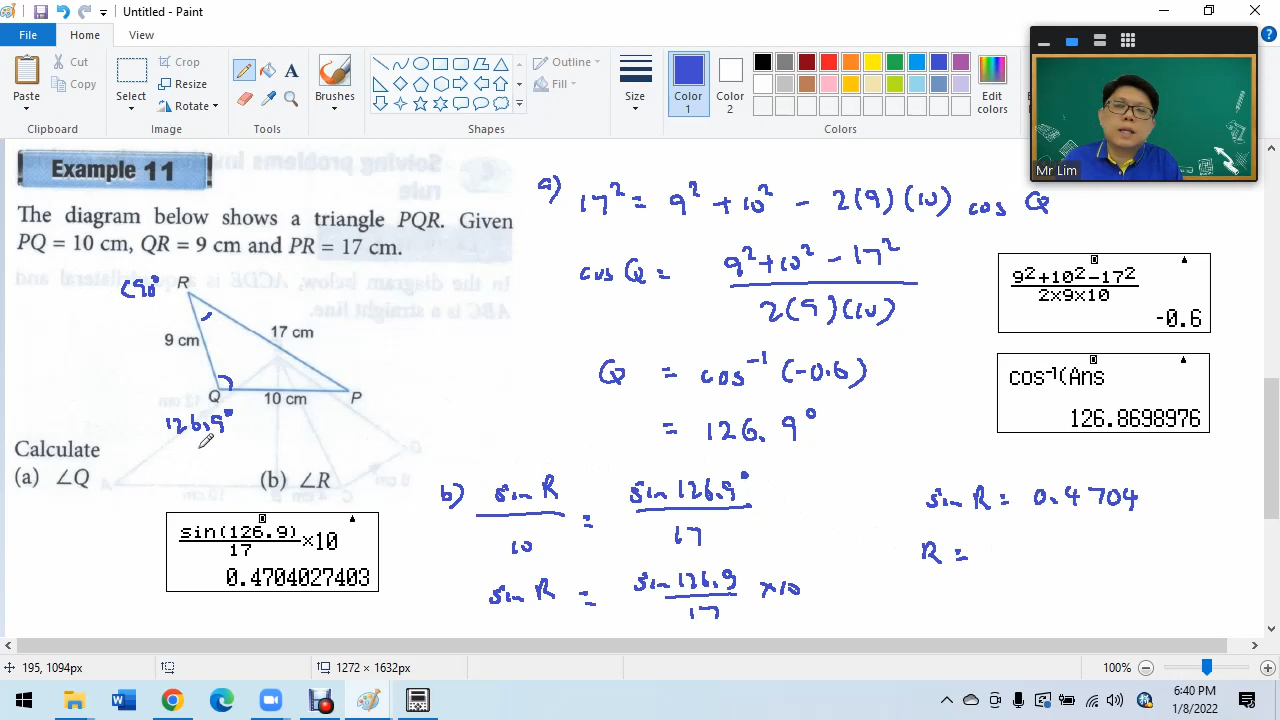 Untitled - Paint
File Home View
Paste
Cut
Copy
Clipboard
Select
Crop
Resize
Rotate
Image
A
Tools
Brushes
Outline
Fill
Shapes
Size
Color 1
Color 2
Edit colors
Colors
Mr Lim
Example 11
The diagram below shows a triangle PQR. Given
PQ = 10 cm, QR = 9 cm and PR = 17 cm.
<90°
R
17 cm
9 cm
Q
10 cm
P
126.9°
Calculate
(a) ∠Q (b) ∠R
sin(126.9)/17×10
0.4704027403
a) 17² = 9² + 10² - 2(9)(10) cos Q
cos Q = (9² + 10² - 17²)/(2(9)(10))
Q = cos⁻¹ (-0.6)
= 126.9°
b) sin R/10 = sin 126.9°/17
sin R = sin 126.9/17 ×10
9²+10²−17²
2×9×10
-0.6
cos⁻¹(Ans
126.8698976
sin R = 0.4704
R =
195, 1094px
1272 × 1632px
100%
6:40 PM
1/8/2022